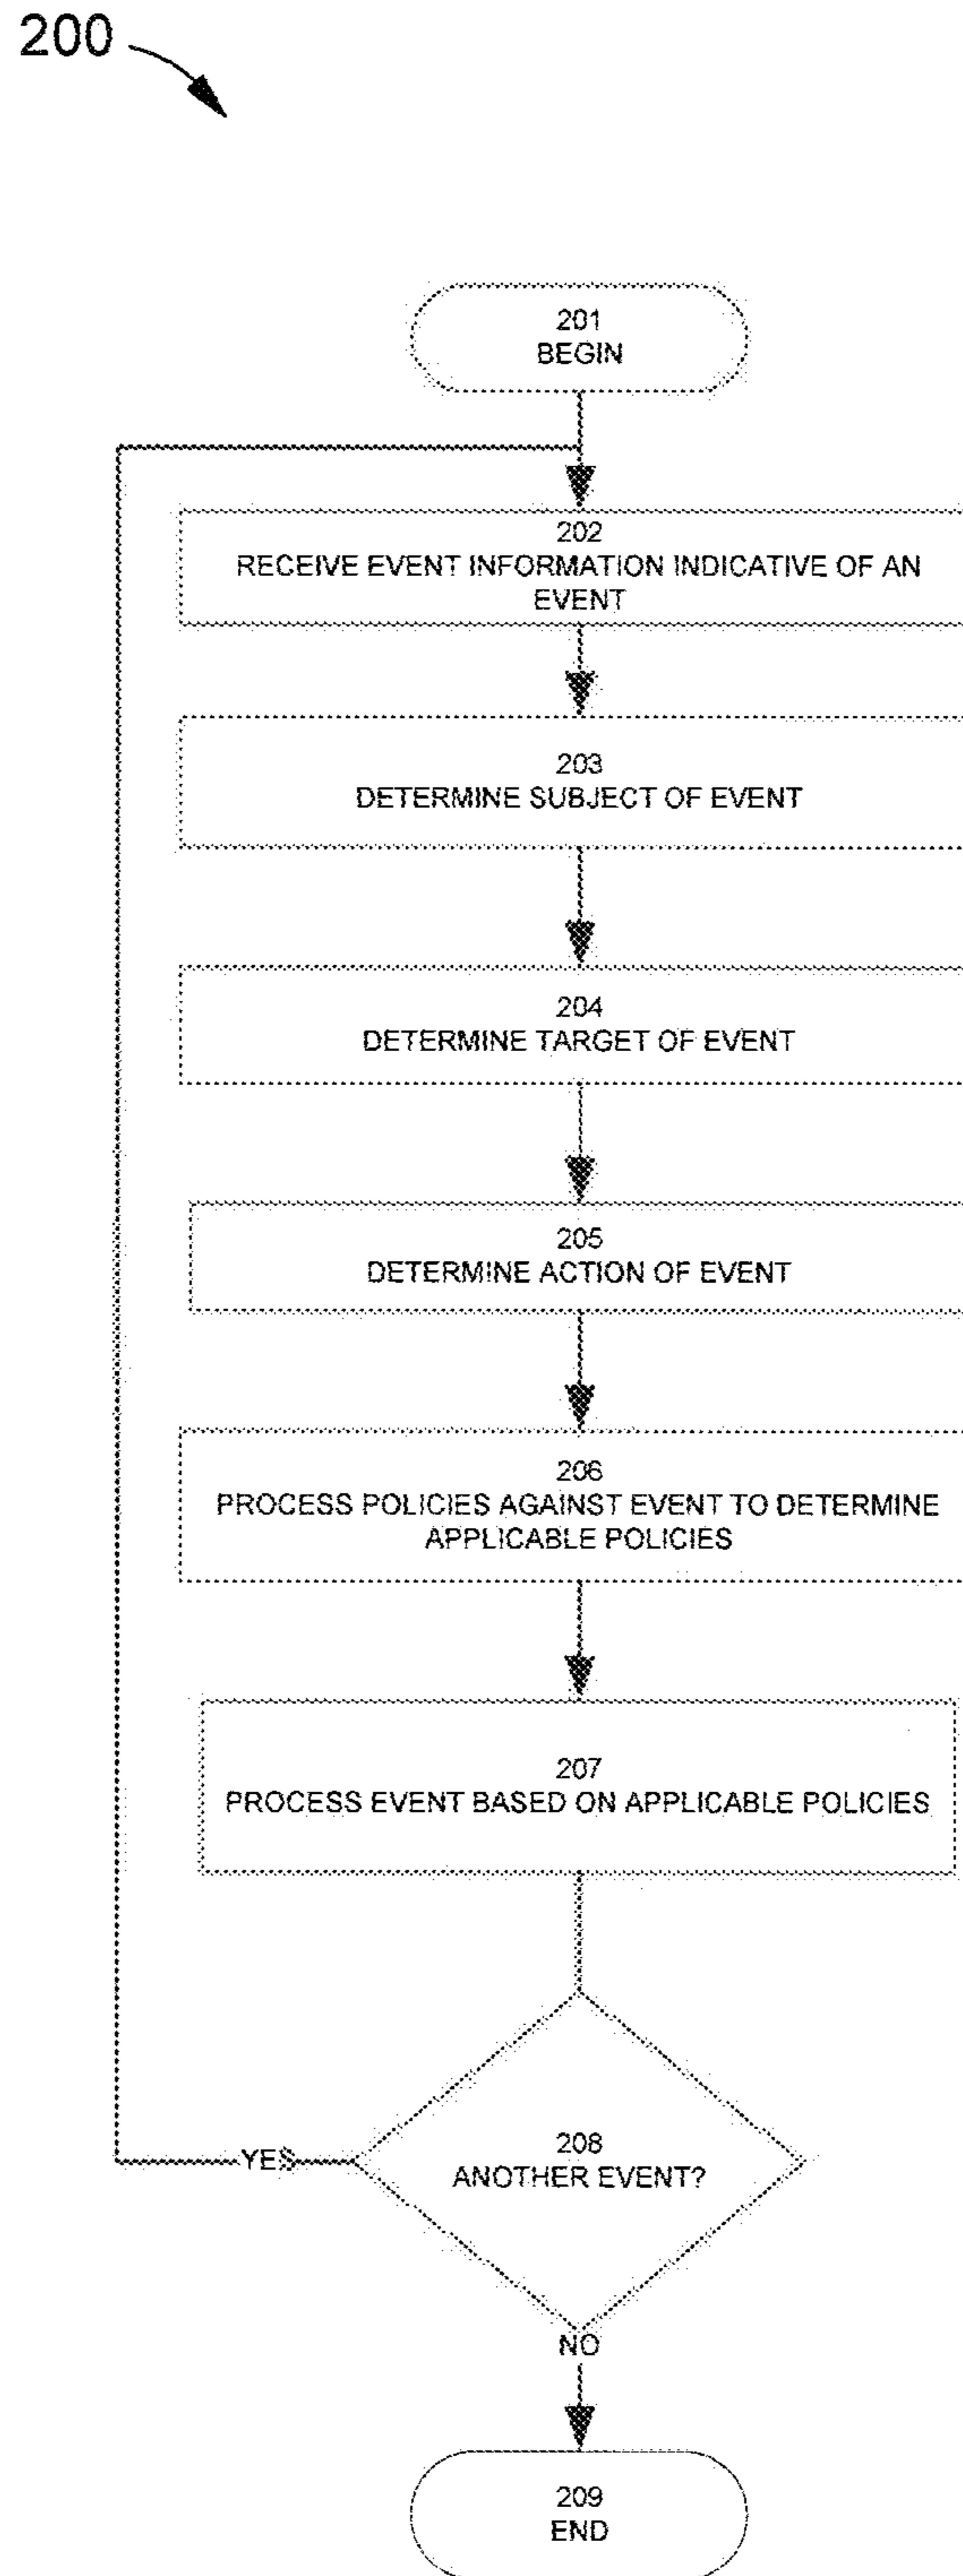 200
201
BEGIN
202
RECEIVE EVENT INFORMATION INDICATIVE OF AN
EVENT
203
DETERMINE SUBJECT OF EVENT
204
DETERMINE TARGET OF EVENT
205
DETERMINE ACTION OF EVENT
206
PROCESS POLICIES AGAINST EVENT TO DETERMINE
APPLICABLE POLICIES
207
PROCESS EVENT BASED ON APPLICABLE POLICIES
208
ANOTHER EVENT?
YES
NO
209
END